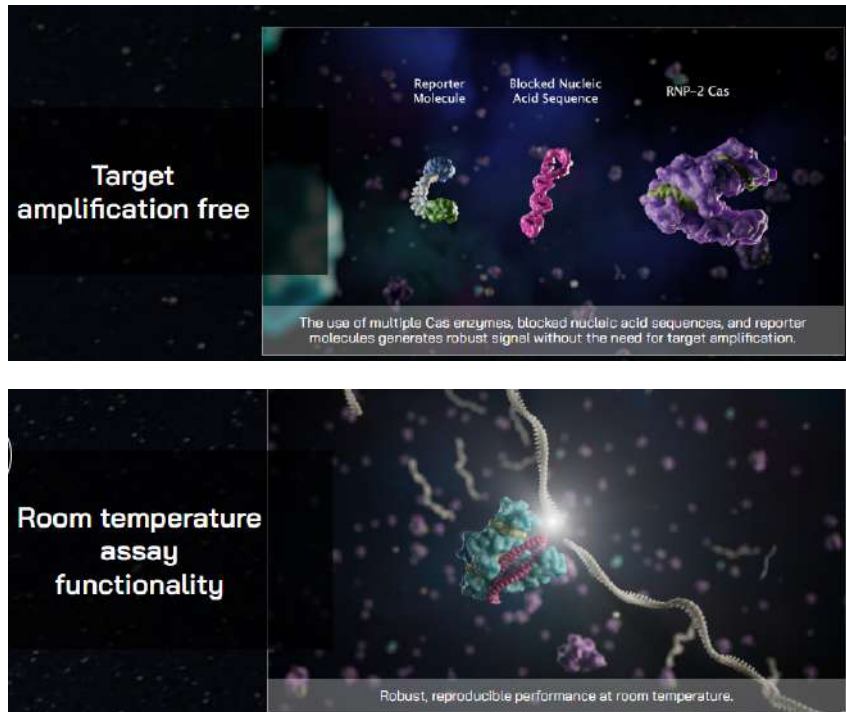 Target
amplification free
Reporter
Molecule
Blocked Nucleic
Acid Sequence
RNP-2 Cas
The use of multiple Cas enzymes, blocked nucleic acid sequences, and reporter
molecules generates robust signal without the need for target amplification.
Room temperature
assay
functionality
Robust, reproducible performance at room temperature.